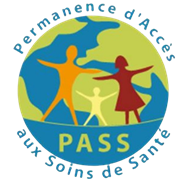 Permanence d'Accès
PASS
aux Soins de Santé